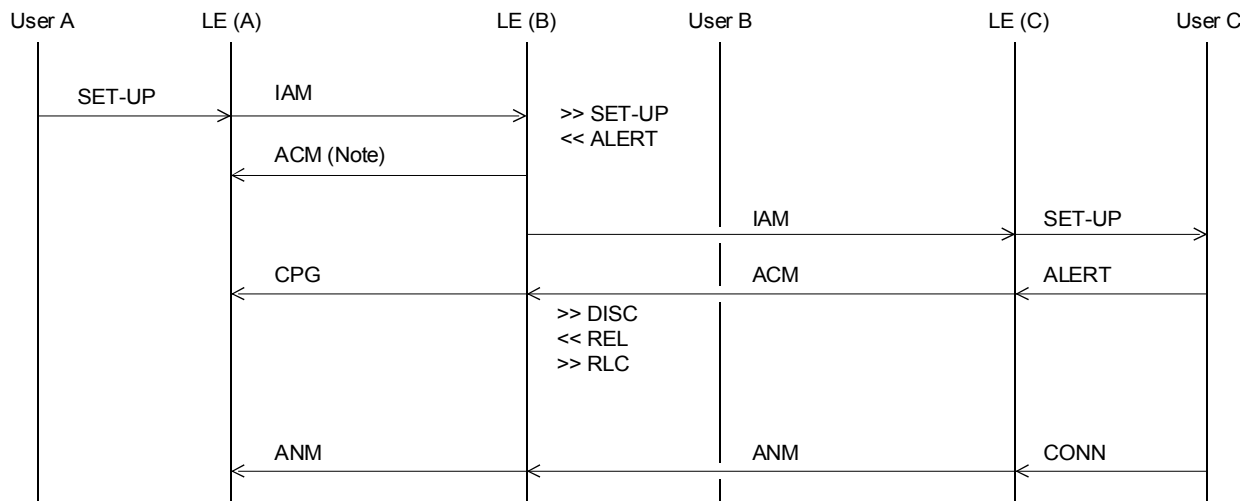 User A
LE (A)
LE (B)
User B
LE (C)
User C
SET-UP
IAM
>> SET-UP
<< ALERT
ACM (Note)
IAM
SET-UP
CPG
ACM
ALERT
>> DISC
<< REL
>> RLC
ANM
ANM
CONN